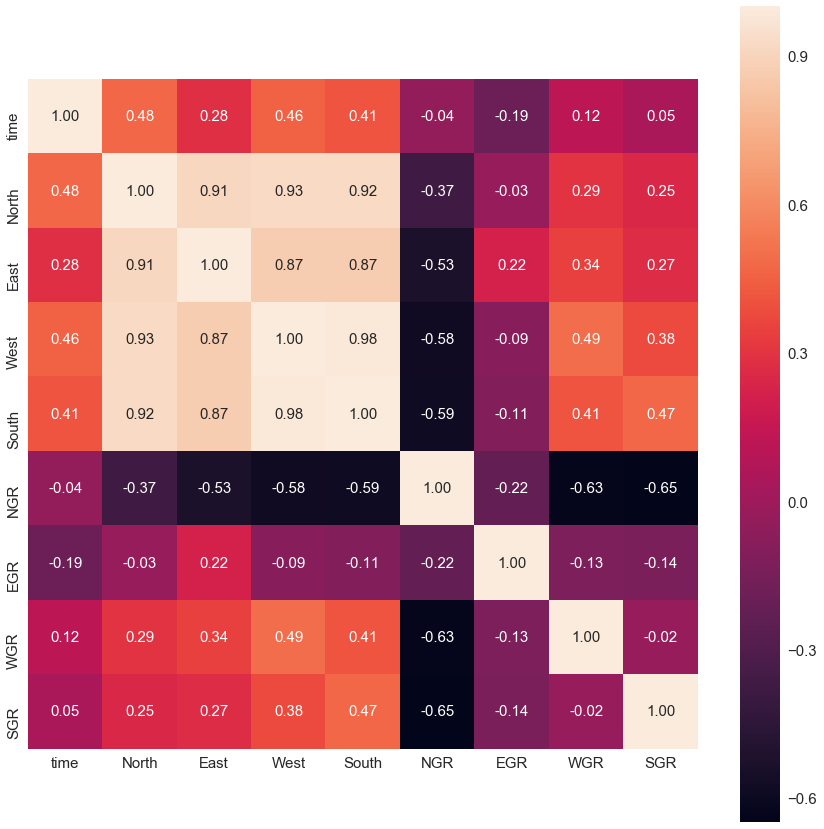 time 1.00 0.48 0.28 0.46 0.41 -0.04 -0.19 0.12 0.05
North 0.48 1.00 0.91 0.93 0.92 -0.37 -0.03 0.29 0.25
East 0.28 0.91 1.00 0.87 0.87 -0.53 0.22 0.34 0.27
West 0.46 0.93 0.87 1.00 0.98 -0.58 -0.09 0.49 0.38
South 0.41 0.92 0.87 0.98 1.00 -0.59 -0.11 0.41 0.47
NGR -0.04 -0.37 -0.53 -0.58 -0.59 1.00 -0.22 -0.63 -0.65
EGR -0.19 -0.03 0.22 -0.09 -0.11 -0.22 1.00 -0.13 -0.14
WGR 0.12 0.29 0.34 0.49 0.41 -0.63 -0.13 1.00 -0.02
SGR 0.05 0.25 0.27 0.38 0.47 -0.65 -0.14 -0.02 1.00
time North East West South NGR EGR WGR SGR
0.9
0.6
0.3
0.0
−0.3
−0.6